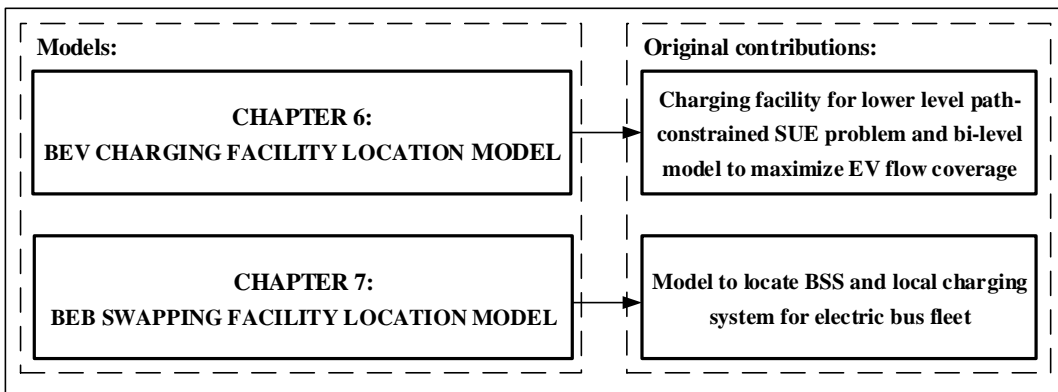 Models:
CHAPTER 6:
BEV CHARGING FACILITY LOCATION MODEL
CHAPTER 7:
BEB SWAPPING FACILITY LOCATION MODEL
Original contributions:
Charging facility for lower level path-
constrained SUE problem and bi-level
model to maximize EV flow coverage
Model to locate BSS and local charging
system for electric bus fleet